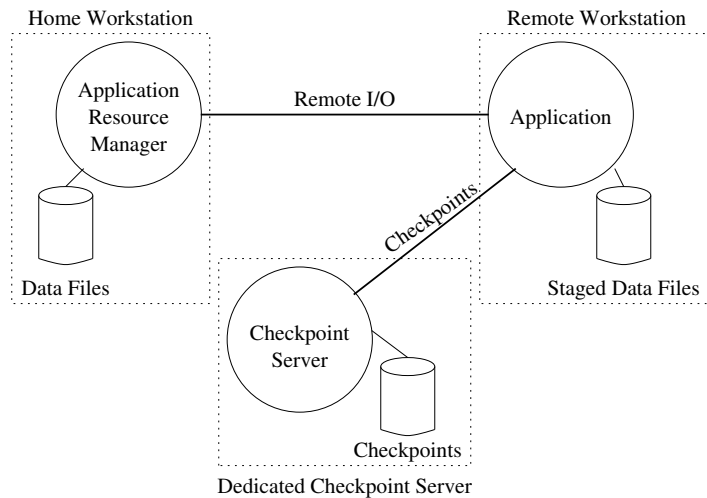 Home Workstation
Remote Workstation
Application
Resource
Manager
Remote I/O
Application
Checkpoints
Data Files
Staged Data Files
Checkpoint
Server
Checkpoints
Dedicated Checkpoint Server